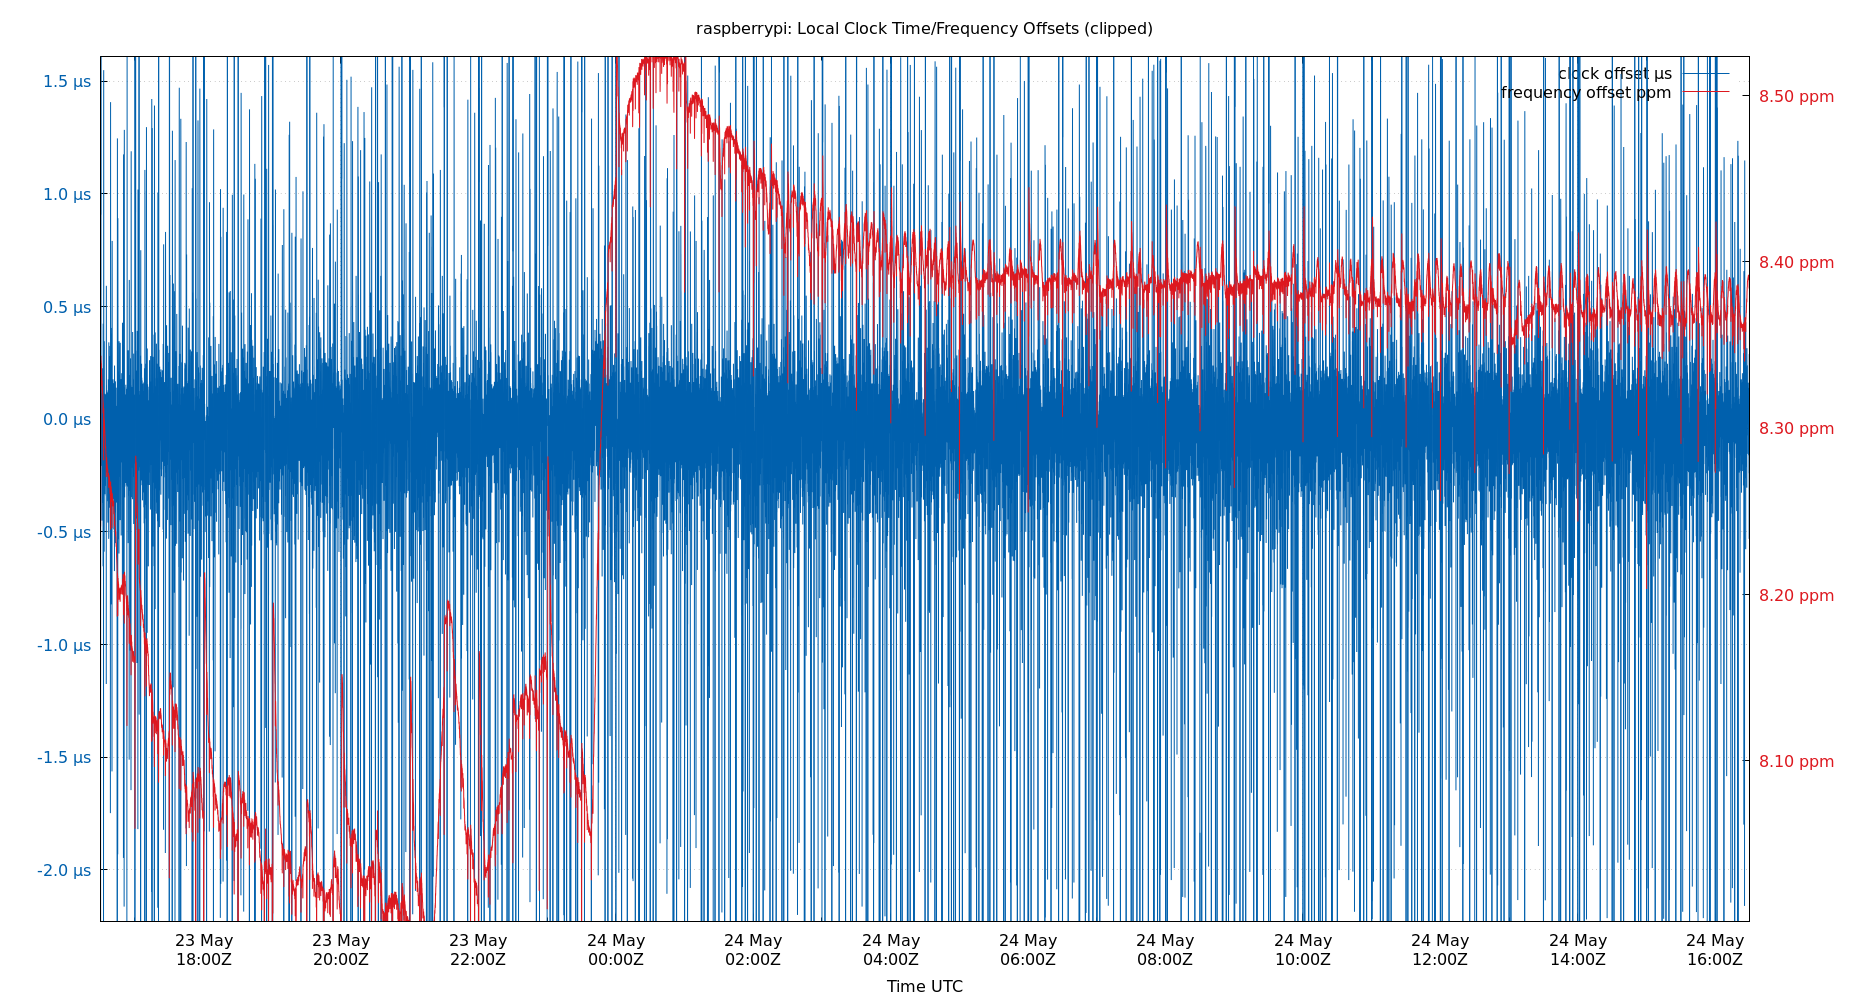 raspberrypi: Local Clock Time/Frequency Offsets (clipped)
clock offset µs
frequency offset ppm
1.5 µs
1.0 µs
0.5 µs
0.0 µs
-0.5 µs
-1.0 µs
-1.5 µs
-2.0 µs
8.50 ppm
8.40 ppm
8.30 ppm
8.20 ppm
8.10 ppm
23 May 23 May 23 May 24 May 24 May 24 May 24 May 24 May 24 May 24 May 24 May 24 May
18:00Z 20:00Z 22:00Z 00:00Z 02:00Z 04:00Z 06:00Z 08:00Z 10:00Z 12:00Z 14:00Z 16:00Z
Time UTC